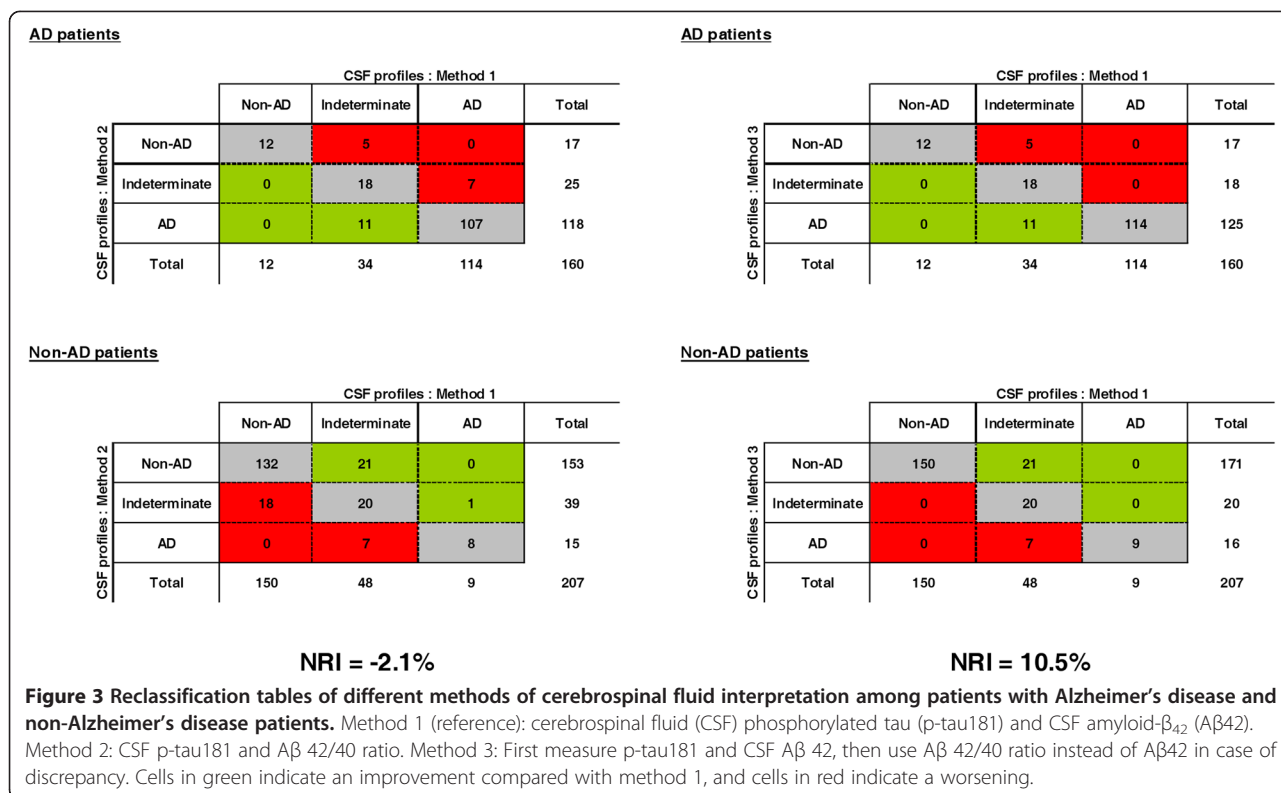 AD patients
CSF profiles : Method 1
Non-AD Indeterminate AD Total
CSF profiles : Method 2
Non-AD 12 5 0 17
Indeterminate 0 18 7 25
AD 0 11 107 118
Total 12 34 114 160
AD patients
CSF profiles : Method 1
Non-AD Indeterminate AD Total
CSF profiles : Method 3
Non-AD 12 5 0 17
Indeterminate 0 18 0 18
AD 0 11 114 125
Total 12 34 114 160
Non-AD patients
CSF profiles : Method 1
Non-AD Indeterminate AD Total
CSF profiles : Method 2
Non-AD 132 21 0 153
Indeterminate 18 20 1 39
AD 0 7 8 15
Total 150 48 9 207
NRI = -2.1%
Non-AD patients
CSF profiles : Method 1
Non-AD Indeterminate AD Total
CSF profiles : Method 3
Non-AD 150 21 0 171
Indeterminate 0 20 0 20
AD 0 7 9 16
Total 150 48 9 207
NRI = 10.5%
Figure 3 Reclassification tables of different methods of cerebrospinal fluid interpretation among patients with Alzheimer's disease and
non-Alzheimer's disease patients. Method 1 (reference): cerebrospinal fluid (CSF) phosphorylated tau (p-tau181) and CSF amyloid-β₄₂ (Aβ42).
Method 2: CSF p-tau181 and Aβ 42/40 ratio. Method 3: First measure p-tau181 and CSF Aβ 42, then use Aβ 42/40 ratio instead of Aβ42 in case of
discrepancy. Cells in green indicate an improvement compared with method 1, and cells in red indicate a worsening.